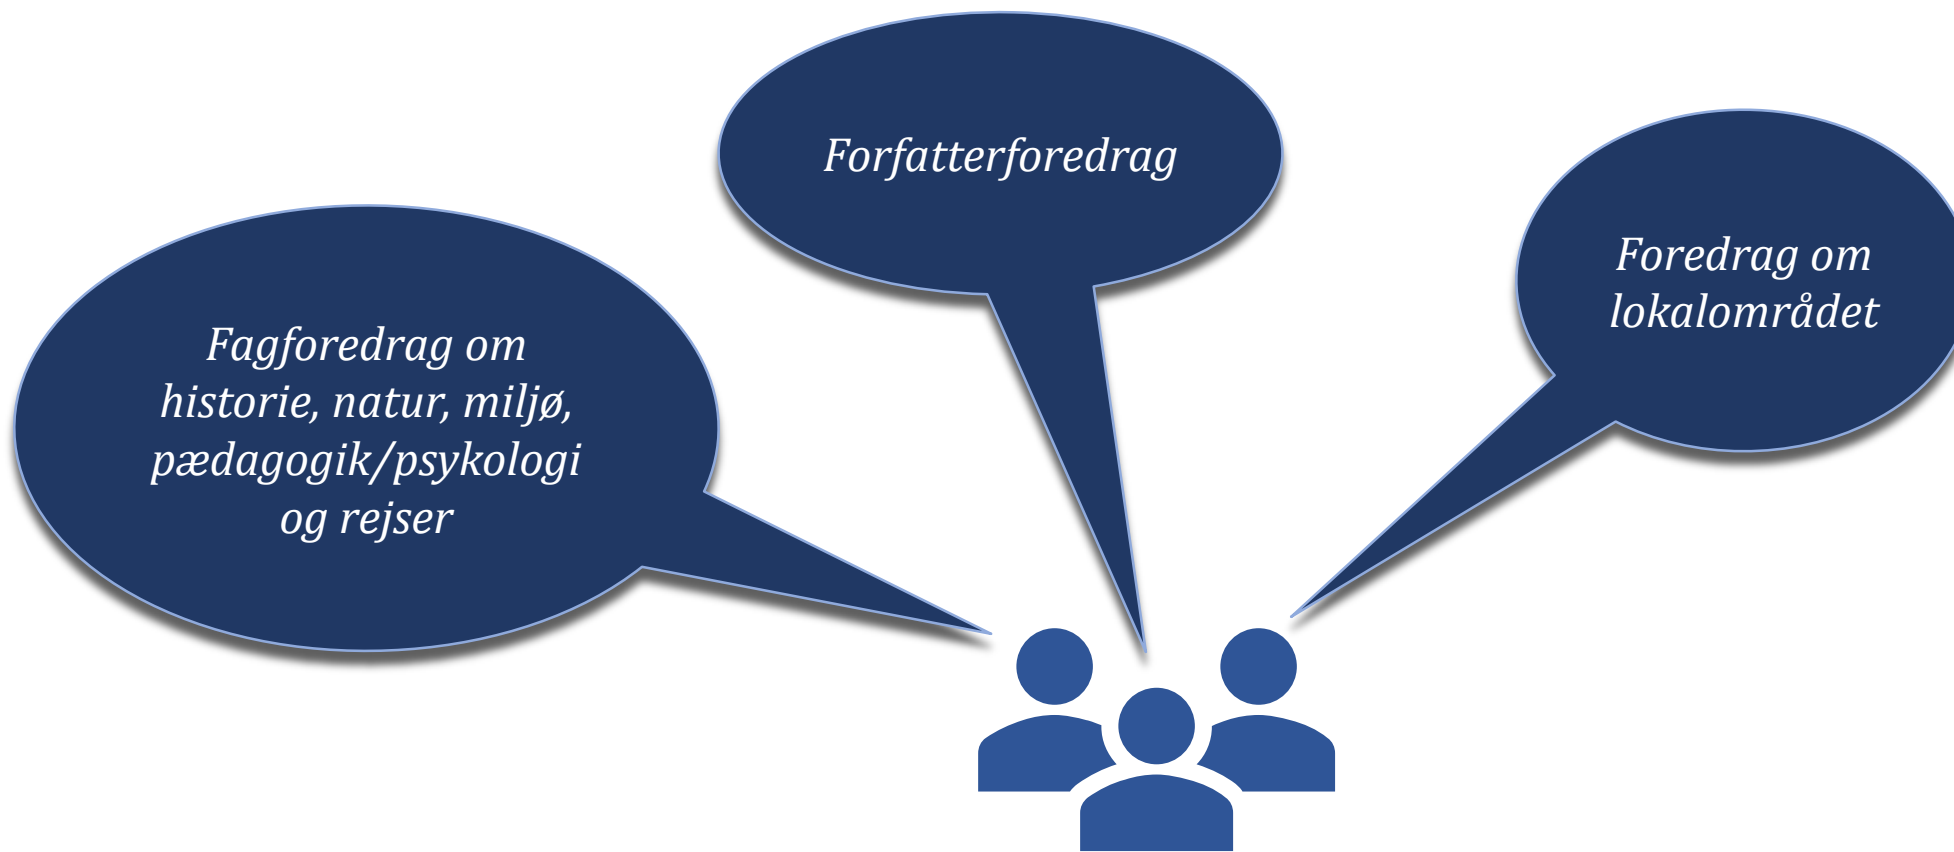 Fagforedrag om
historie, natur, miljø,
pædagogik/psykologi
og rejser
Forfatterforedrag
Foredrag om
lokalområdet